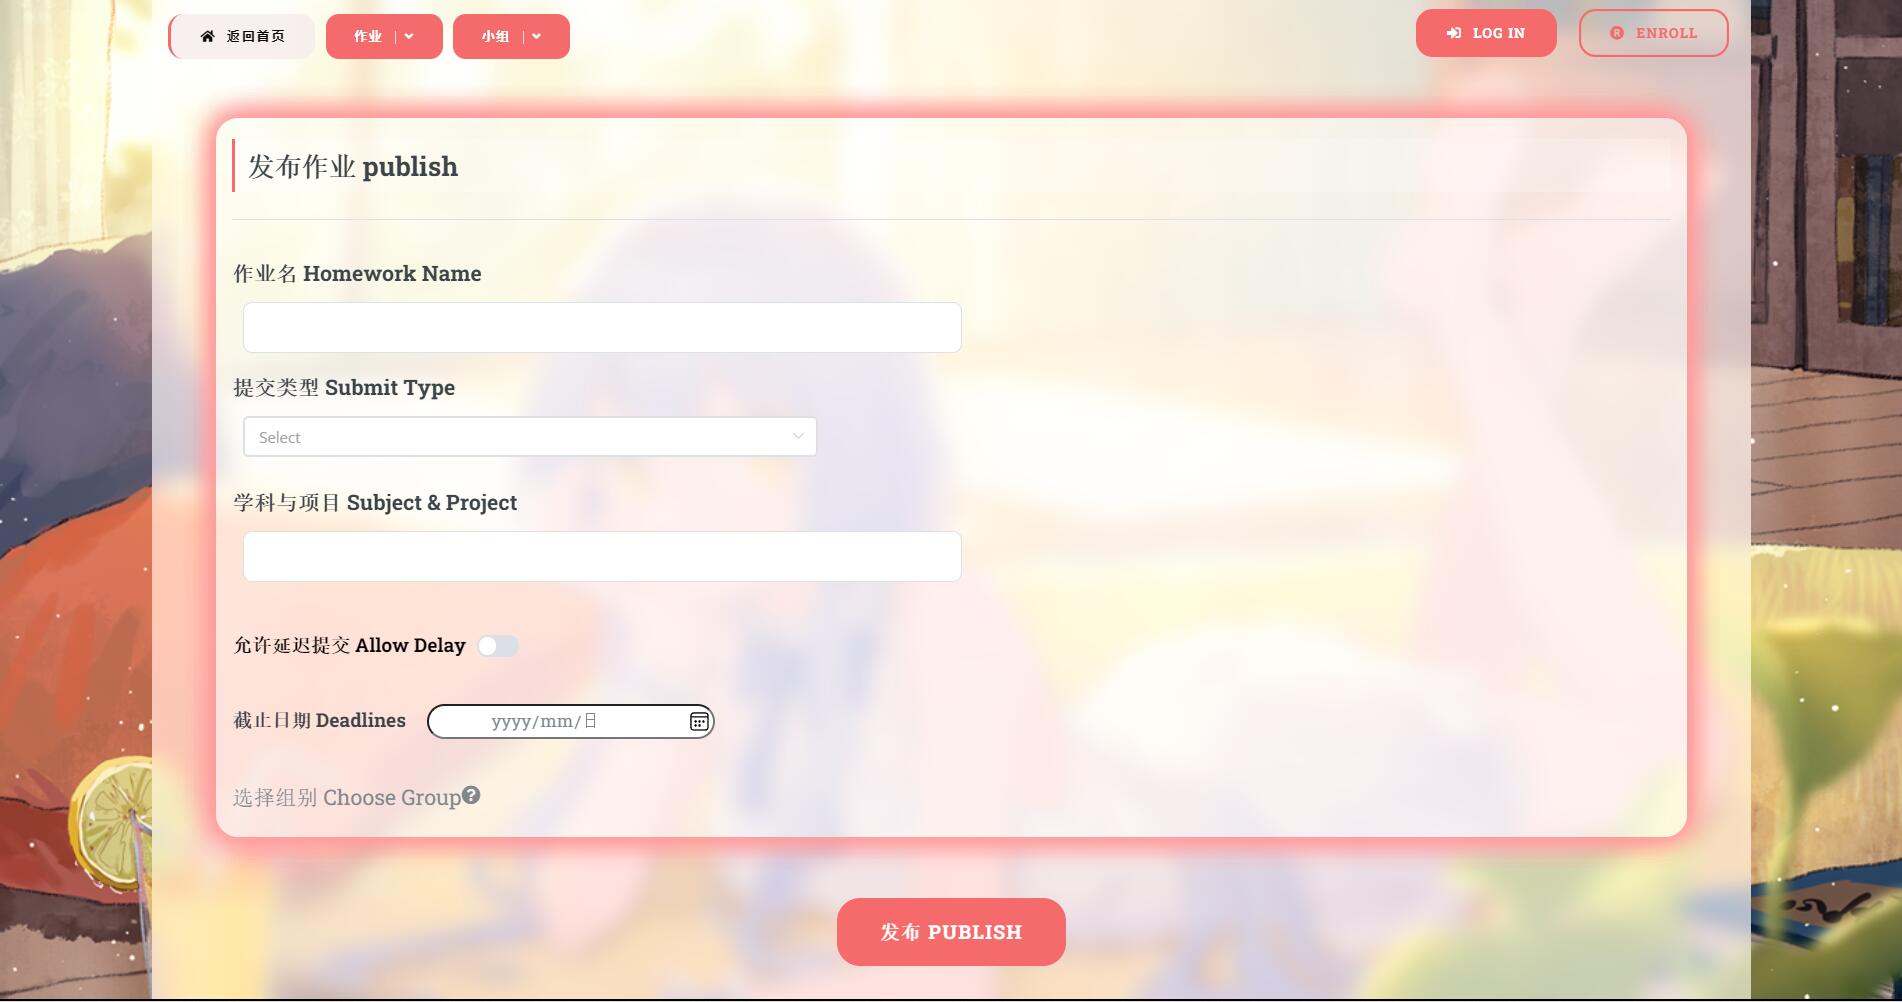 返回首页 作业 小组 LOG IN ENROLL
发布作业 publish
作业名 Homework Name
提交类型 Submit Type
Select
学科与项目 Subject & Project
允许延迟提交 Allow Delay
截止日期 Deadlines yyyy/mm/日
选择组别 Choose Group
发布 PUBLISH